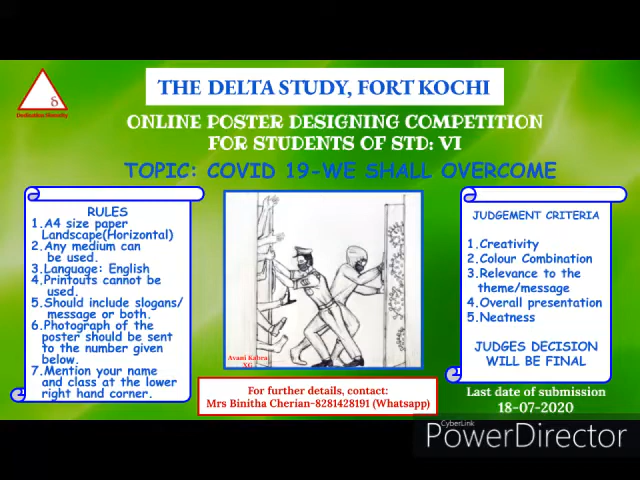 δ
THE DELTA STUDY, FORT KOCHI
ONLINE POSTER DESIGNING COMPETITION
FOR STUDENTS OF STD: VI
TOPIC: COVID 19-WE SHALL OVERCOME
RULES
1.A4 size paper
Landscape(Horizontal)
2.Any medium can
be used.
3.Language: English
4.Printouts cannot be
used.
5.Should include slogans/
message or both.
6.Photograph of the
poster should be sent
to the number given
below.
7.Mention your name
and class at the lower
right hand corner.
Avani Kabra
XG
JUDGEMENT CRITERIA
1.Creativity
2.Colour Combination
3.Relevance to the
theme/message
4.Overall presentation
5.Neatness
JUDGES DECISION
WILL BE FINAL
For further details, contact:
Mrs Binitha Cherian-8281428191 (Whatsapp)
Last date of submission
18-07-2020
CyberLink
PowerDirector